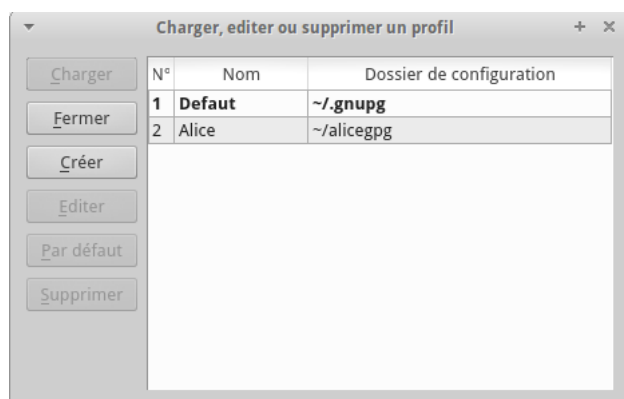 Charger, editer ou supprimer un profil
Charger
Fermer
Créer
Editer
Par défaut
Supprimer
N° Nom Dossier de configuration
1 Defaut ~/.gnupg
2 Alice ~/alicegpg